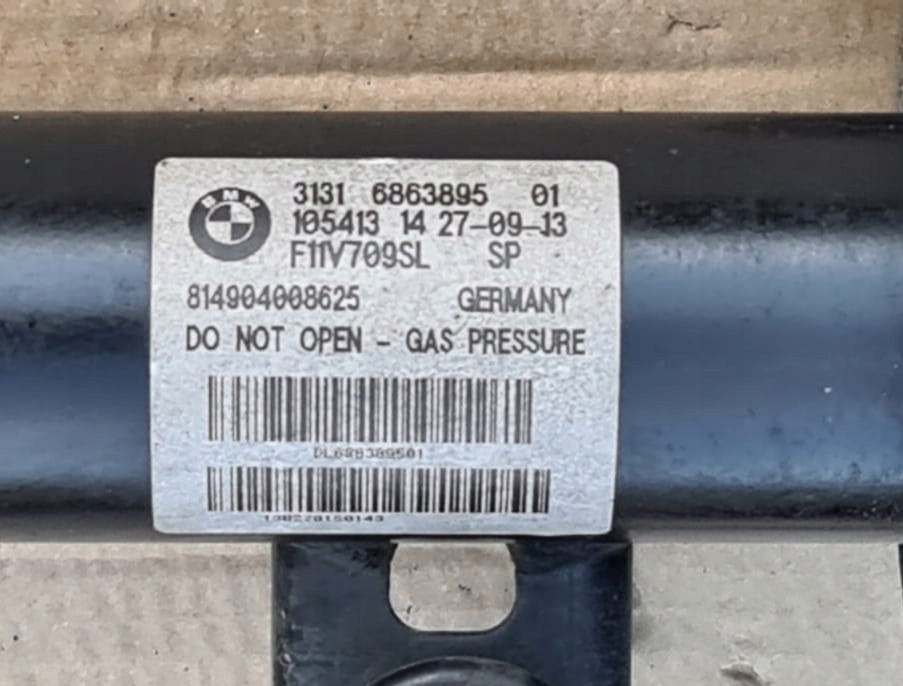 BMW
3131 6863895 01
105413 14 27-09-13
F11V709SL SP
814904008625 GERMANY
DO NOT OPEN - GAS PRESSURE